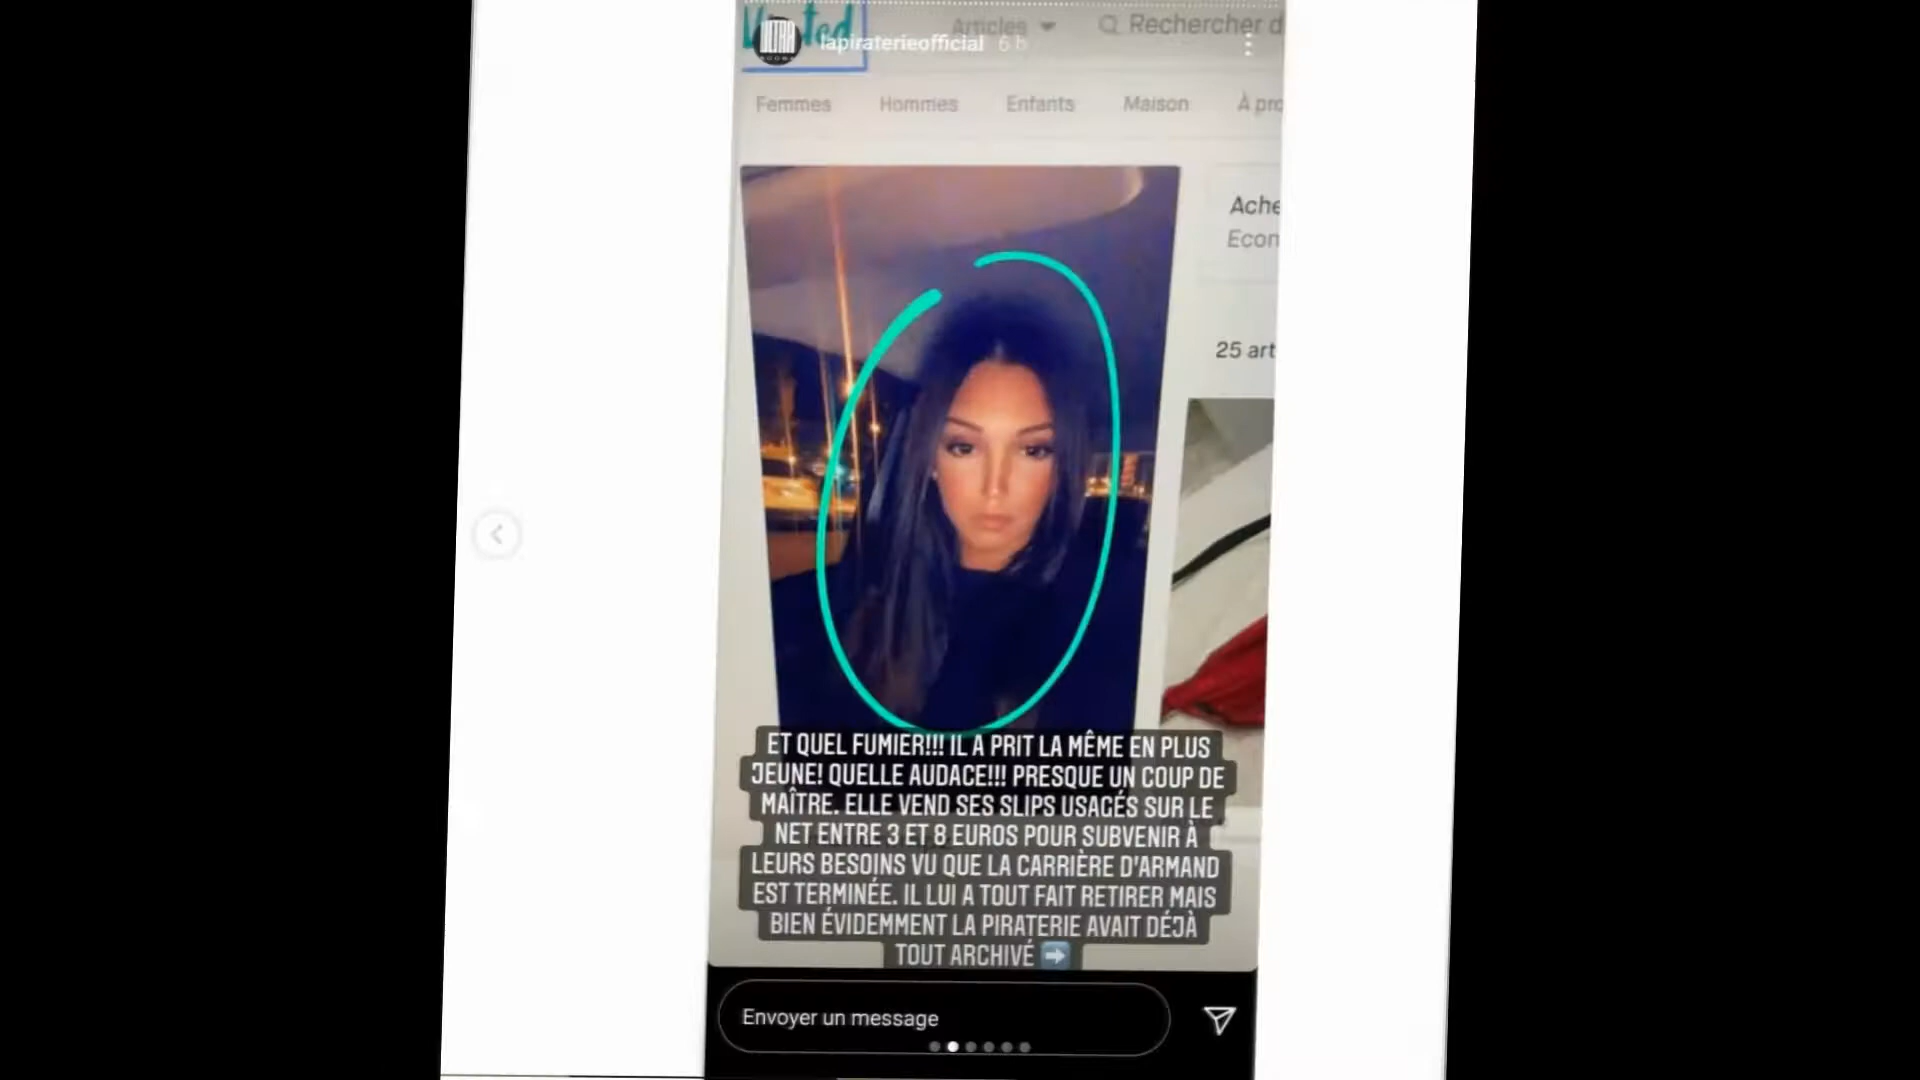 Vinted
Articles
Rechercher d
lapiraterieofficial 6 h
Femmes Hommes Enfants Maison À pro
Ache
Econ
25 art
ET QUEL FUMIER!!! IL A PRIT LA MÊME EN PLUS
JEUNE! QUELLE AUDACE!!! PRESQUE UN COUP DE
MAÎTRE. ELLE VEND SES SLIPS USAGÉS SUR LE
NET ENTRE 3 ET 8 EUROS POUR SUBVENIR À
LEURS BESOINS VU QUE LA CARRIÈRE D'ARMAND
EST TERMINÉE. IL LUI A TOUT FAIT RETIRER MAIS
BIEN ÉVIDEMMENT LA PIRATERIE AVAIT DÉJÀ
TOUT ARCHIVÉ ➡️
Envoyer un message